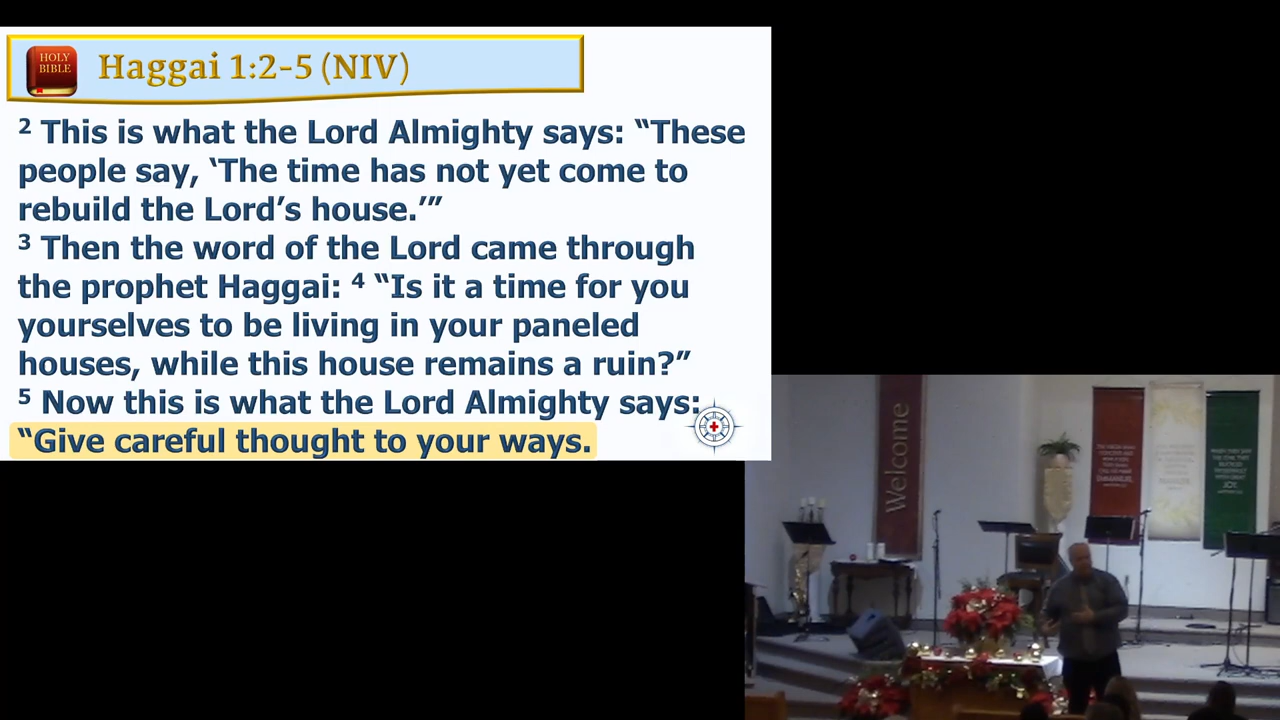 HOLY
BIBLE
Haggai 1:2-5 (NIV)
² This is what the Lord Almighty says: “These
people say, ‘The time has not yet come to
rebuild the Lord’s house.’”
³ Then the word of the Lord came through
the prophet Haggai: ⁴ “Is it a time for you
yourselves to be living in your paneled
houses, while this house remains a ruin?”
⁵ Now this is what the Lord Almighty says:
“Give careful thought to your ways.
Welcome
EMMANUEL
JOY